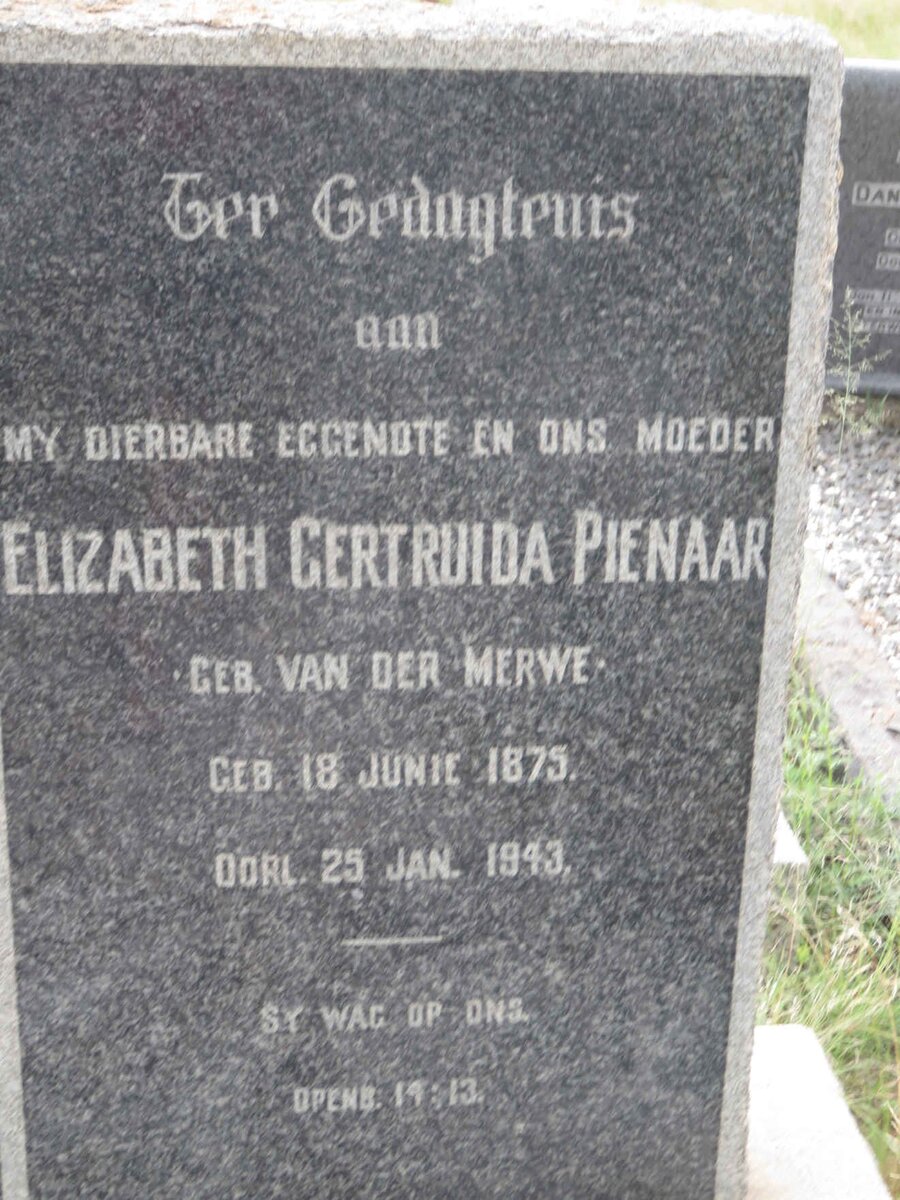 Ter Gedagtenis
aan
MY DIERBARE EGGENOTE EN ONS MOEDER
ELIZABETH GERTRUIDA PIENAAR
·GEB. VAN DER MERWE·
GEB. 18 JUNIE 1875.
OORL. 25 JAN. 1943.
SY WAG OP ONS.
OPENB. 14:13.
DAN